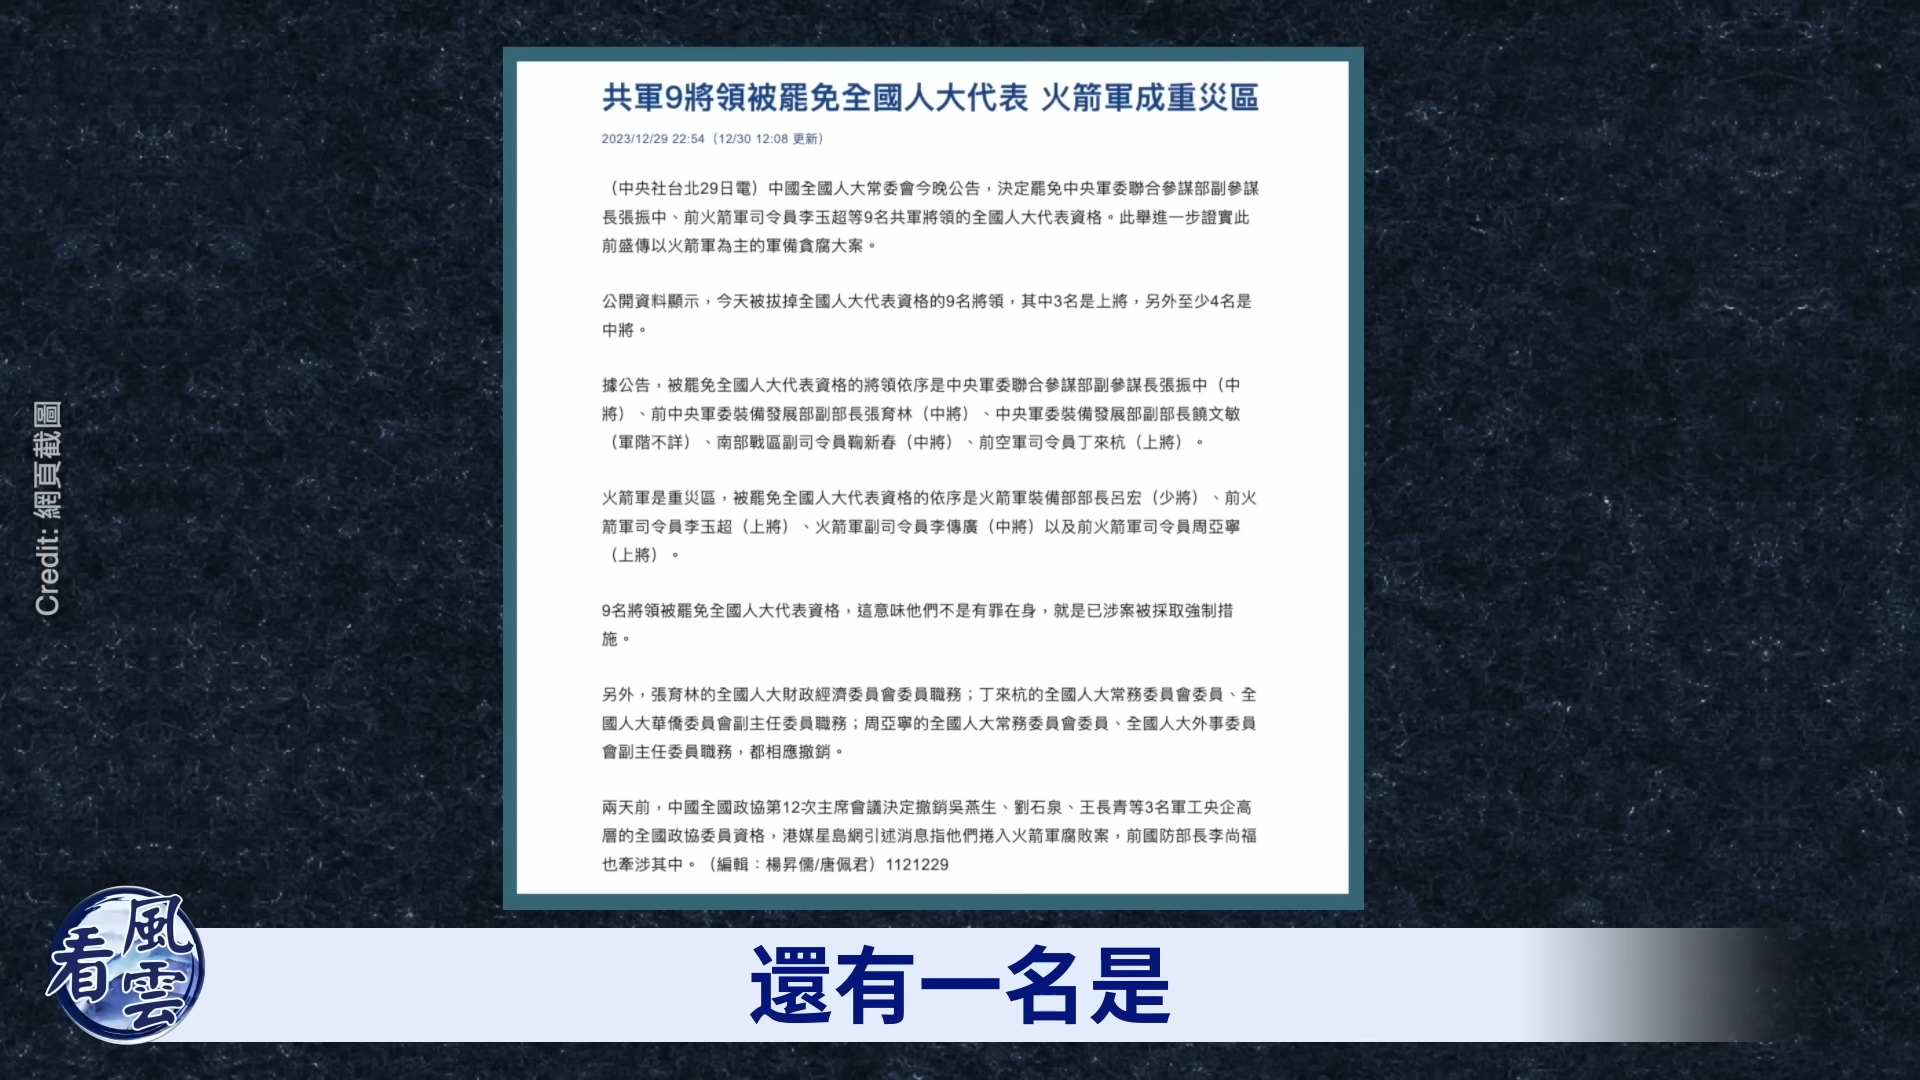 共軍9將領被罷免全國人大代表 火箭軍成重災區
2023/12/29 22:54（12/30 12:08 更新）
（中央社台北29日電）中國全國人大常委會今晚公告，決定罷免中央軍委聯合參謀部副參謀
長張振中、前火箭軍司令員李玉超等9名共軍將領的全國人大代表資格。此舉進一步證實此
前盛傳以火箭軍為主的軍備貪腐大案。
公開資料顯示，今天被拔掉全國人大代表資格的9名將領，其中3名是上將，另外至少4名是
中將。
據公告，被罷免全國人大代表資格的將領依序是中央軍委聯合參謀部副參謀長張振中（中
將）、前中央軍委裝備發展部副部長張育林（中將）、中央軍委裝備發展部副部長饒文敏
（軍階不詳）、南部戰區副司令員鞠新春（中將）、前空軍司令員丁來杭（上將）。
火箭軍是重災區，被罷免全國人大代表資格的依序是火箭軍裝備部部長呂宏（少將）、前火
箭軍司令員李玉超（上將）、火箭軍副司令員李傳廣（中將）以及前火箭軍司令員周亞寧
（上將）。
9名將領被罷免全國人大代表資格，這意味他們不是有罪在身，就是已涉案被採取強制措
施。
另外，張育林的全國人大財政經濟委員會委員職務；丁來杭的全國人大常務委員會委員、全
國人大華僑委員會副主任委員職務；周亞寧的全國人大常務委員會委員、全國人大外事委員
會副主任委員職務，都相應撤銷。
兩天前，中國全國政協第12次主席會議決定撤銷吳燕生、劉石泉、王長青等3名軍工央企高
層的全國政協委員資格，港媒星島網引述消息指他們捲入火箭軍腐敗案，前國防部長李尚福
也牽涉其中。（編輯：楊昇儒/唐佩君）1121229
Credit: 網頁截圖
看風雲
還有一名是